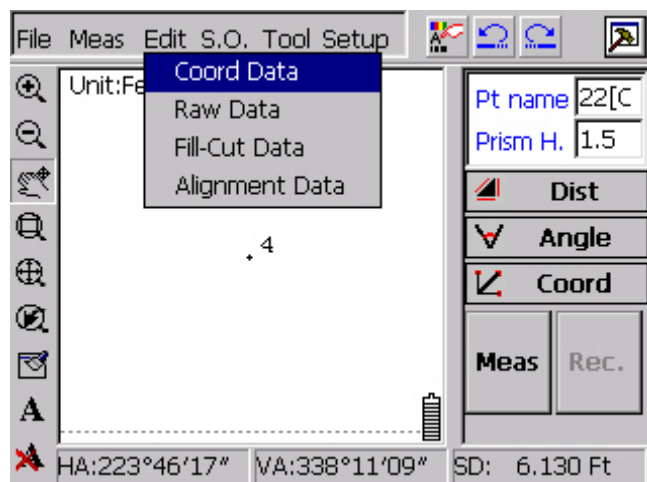 File Meas Edit S.O. Tool Setup
Coord Data
Raw Data
Fill-Cut Data
Alignment Data
Unit:Fe
4
Pt name 22[C
Prism H. 1.5
Dist
Angle
Coord
Meas Rec.
A
A
HA:223°46'17" VA:338°11'09" SD: 6.130 Ft